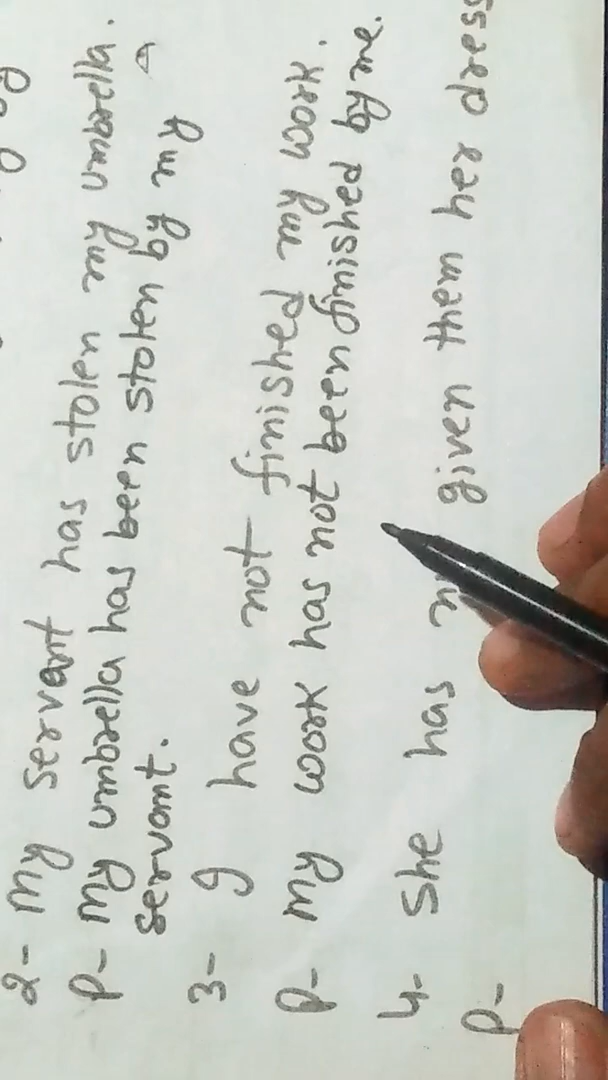 2- My servant has stolen my umbrella.
P- My umbrella has been stolen by my
servant.
3- I have not finished my work.
P- My work has not been finished by me.
4- She has given them her dress
P-